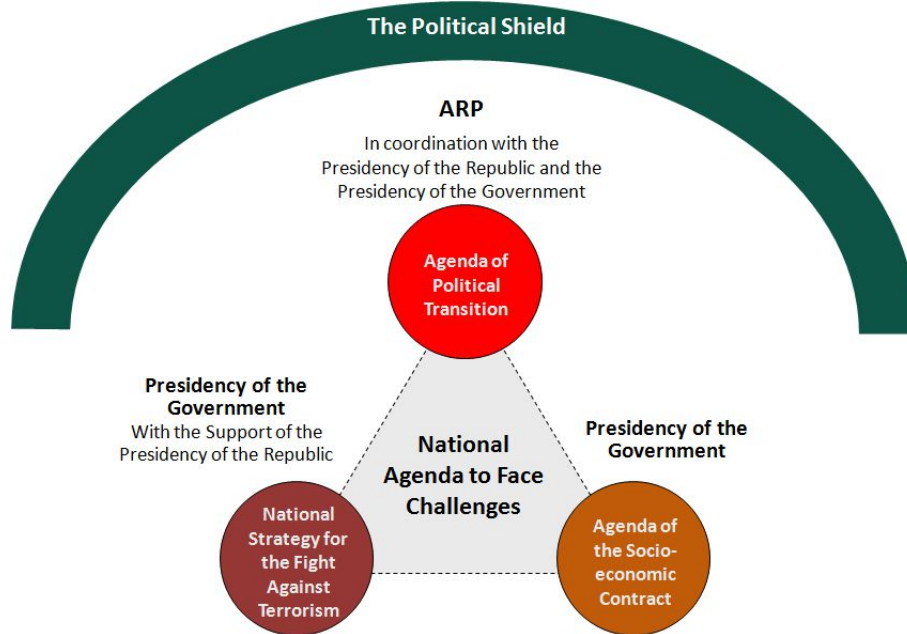 The Political Shield
ARP
In coordination with the
Presidency of the Republic and the
Presidency of the Government
Agenda of
Political
Transition
Presidency of the
Government
With the Support of the
Presidency of the Republic
National
Agenda to Face
Challenges
Presidency of the
Government
National
Strategy for
the Fight
Against
Terrorism
Agenda of
the Socio-
economic
Contract